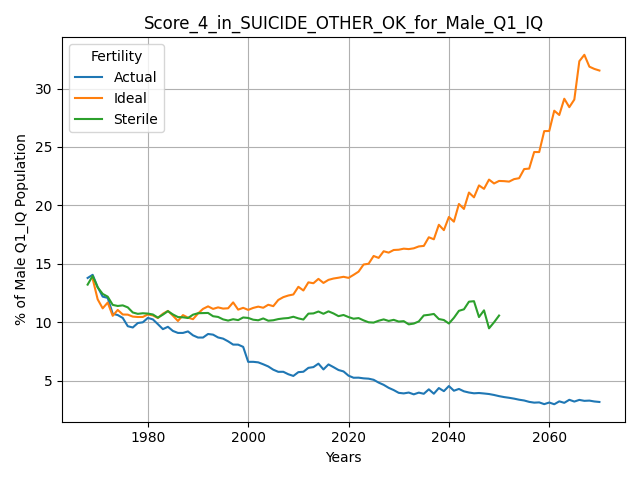 Score_4_in_SUICIDE_OTHER_OK_for_Male_Q1_IQ
Fertility
Actual
Ideal
Sterile
% of Male Q1_IQ Population
30
25
20
15
10
5
1980
2000
2020
2040
2060
Years